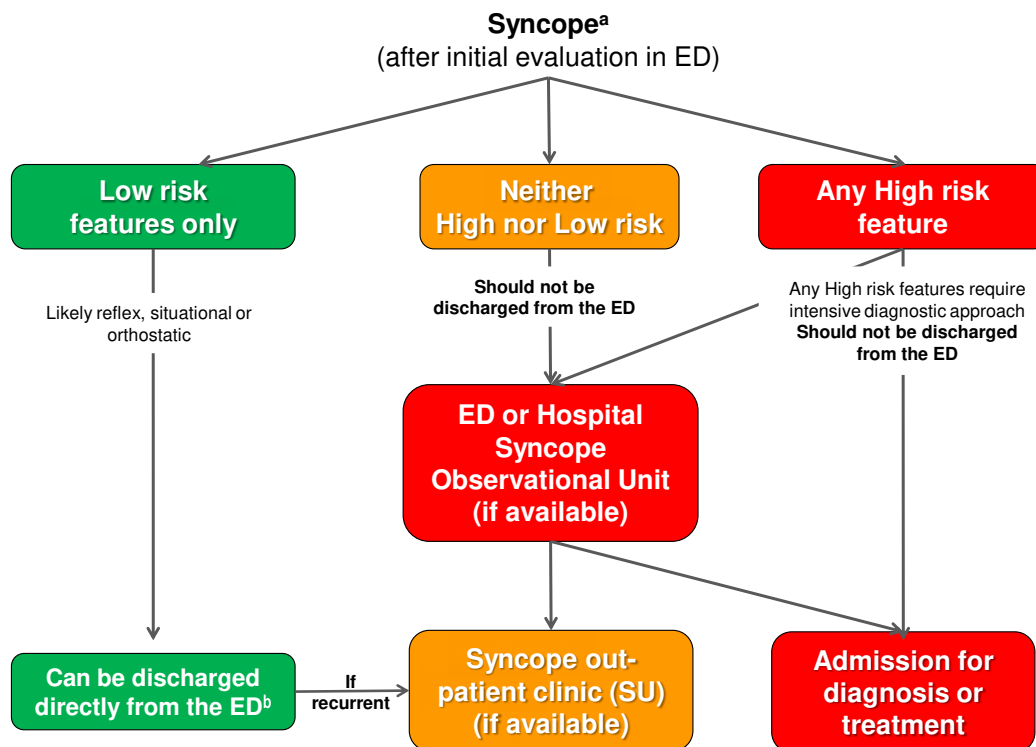 Syncopeᵃ
(after initial evaluation in ED)
Low risk
features only
Neither
High nor Low risk
Any High risk
feature
Likely reflex, situational or
orthostatic
Should not be
discharged from the ED
Any High risk features require
intensive diagnostic approach
Should not be discharged
from the ED
ED or Hospital
Syncope
Observational Unit
(if available)
Can be discharged
directly from the EDᵇ
If
recurrent
Syncope out-
patient clinic (SU)
(if available)
Admission for
diagnosis or
treatment